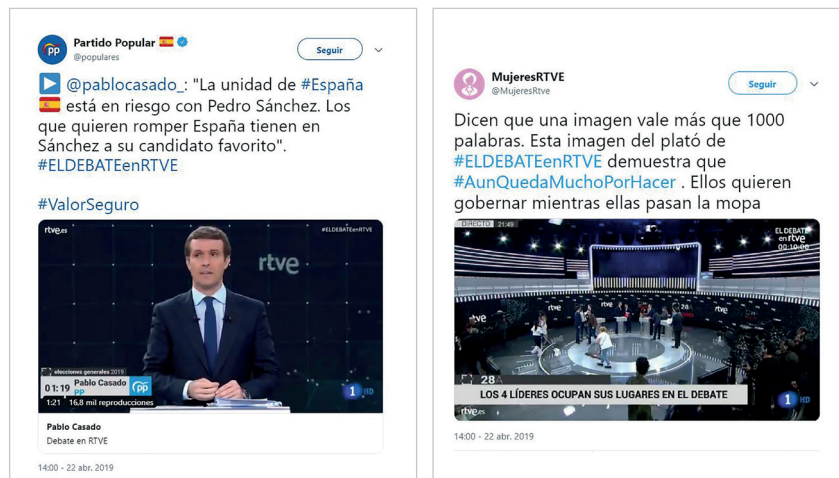 Partido Popular
@populares
Seguir
@pablocasado_: "La unidad de #España
está en riesgo con Pedro Sánchez. Los
que quieren romper España tienen en
Sánchez a su candidato favorito".
#ELDEBATEenRTVE
#ValorSeguro
rtve.es
#ELDEBATEenRTVE
rtve
elecciones generales 2019
01:19 Pablo Casado
PP
1:21 16,8 mil reproducciones
1 HD
Pablo Casado
Debate en RTVE
14:00 - 22 abr. 2019
MujeresRTVE
@MujeresRtve
Seguir
Dicen que una imagen vale más que 1000
palabras. Esta imagen del plató de
#ELDEBATEenRTVE demuestra que
#AunQuedaMuchoPorHacer . Ellos quieren
gobernar mientras ellas pasan la mopa
DIRECTO 21:49
EL DEBATE
en rtve
00:10:00
rtve
rtve
28A
LOS 4 LÍDERES OCUPAN SUS LUGARES EN EL DEBATE
rtve.es
1 HD
14:00 - 22 abr. 2019